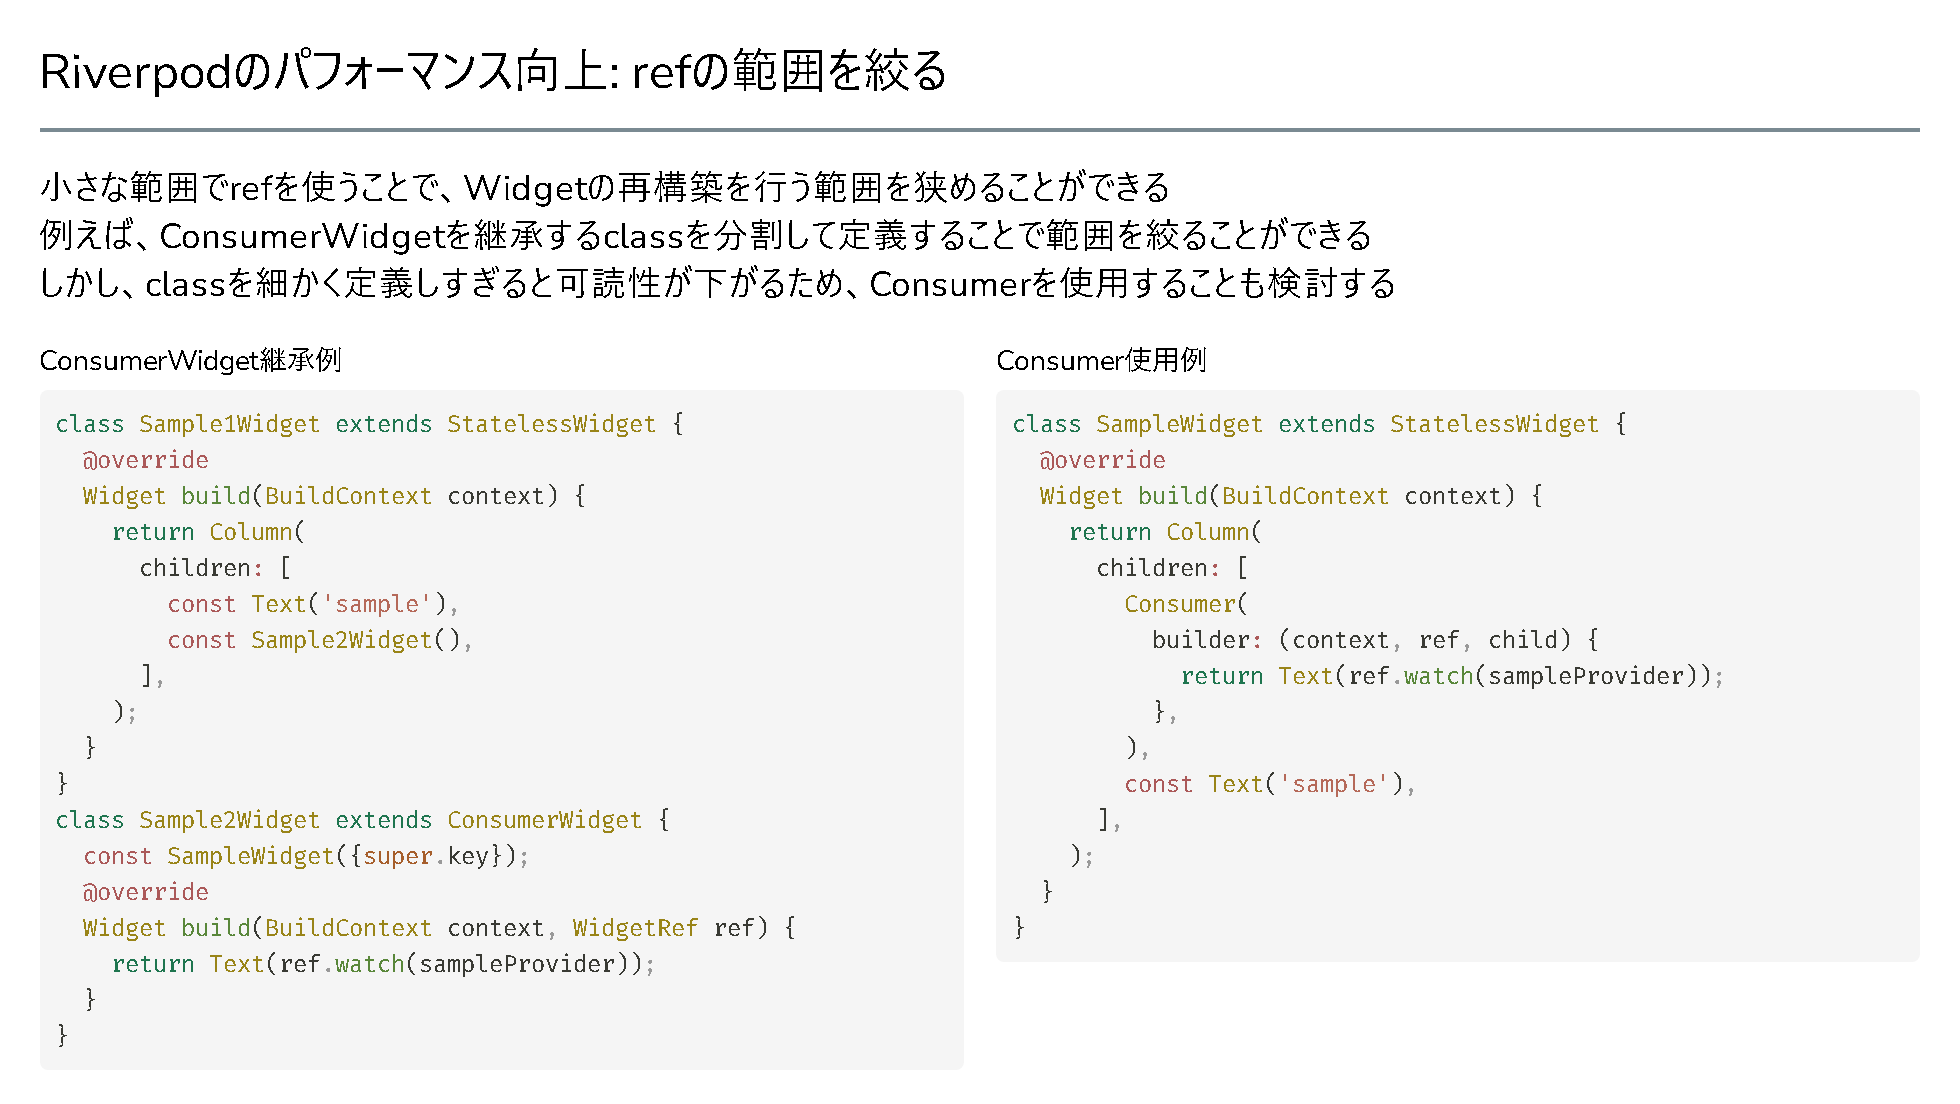 Riverpodのパフォーマンス向上: refの範囲を絞る
小さな範囲でrefを使うことで、Widgetの再構築を行う範囲を狭めることができる
例えば、ConsumerWidgetを継承するclassを分割して定義することで範囲を絞ることができる
しかし、classを細かく定義しすぎると可読性が下がるため、Consumerを使用することも検討する
ConsumerWidget継承例
class Sample1Widget extends StatelessWidget {
  @override
  Widget build(BuildContext context) {
    return Column(
      children: [
        const Text('sample'),
        const Sample2Widget(),
      ],
    );
  }
}
class Sample2Widget extends ConsumerWidget {
  const SampleWidget({super.key});
  @override
  Widget build(BuildContext context, WidgetRef ref) {
    return Text(ref.watch(sampleProvider));
  }
}
Consumer使用例
class SampleWidget extends StatelessWidget {
  @override
  Widget build(BuildContext context) {
    return Column(
      children: [
        Consumer(
          builder: (context, ref, child) {
            return Text(ref.watch(sampleProvider));
          },
        ),
        const Text('sample'),
      ],
    );
  }
}